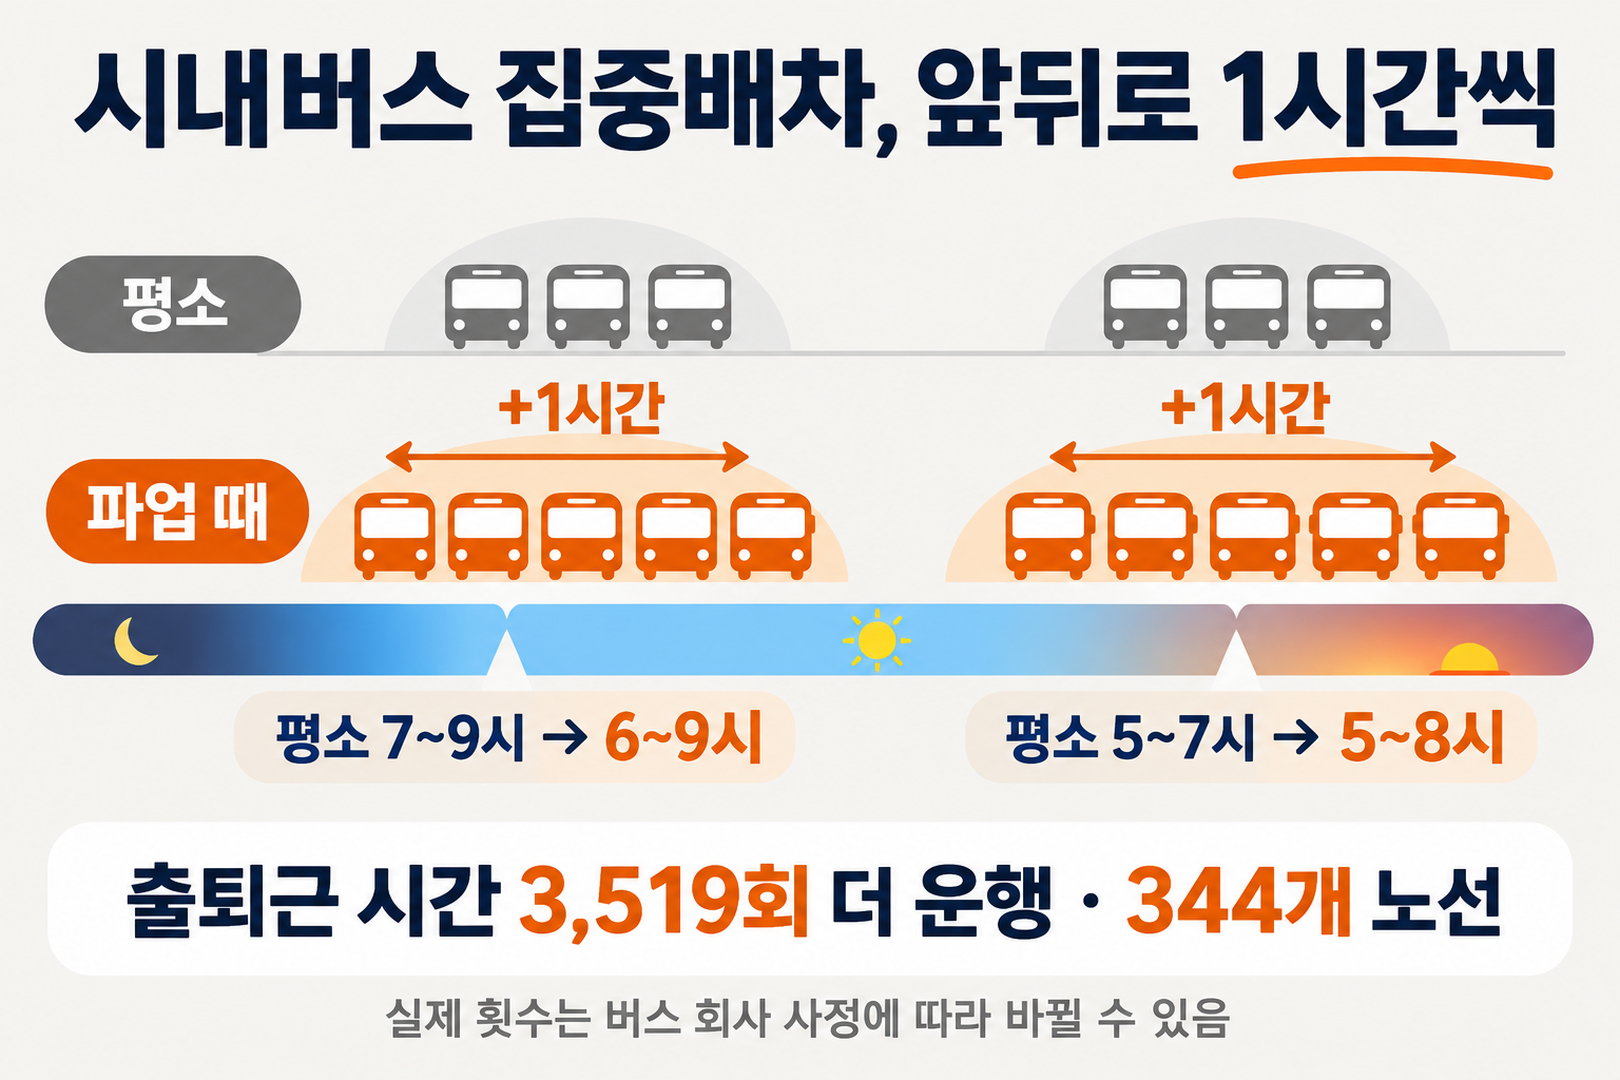 시내버스 집중배차, 앞뒤로 1시간씩
평소
+1시간 +1시간
파업 때
평소 7~9시 → 6~9시
평소 5~7시 → 5~8시
출퇴근 시간 3,519회 더 운행 · 344개 노선
실제 횟수는 버스 회사 사정에 따라 바뀔 수 있음